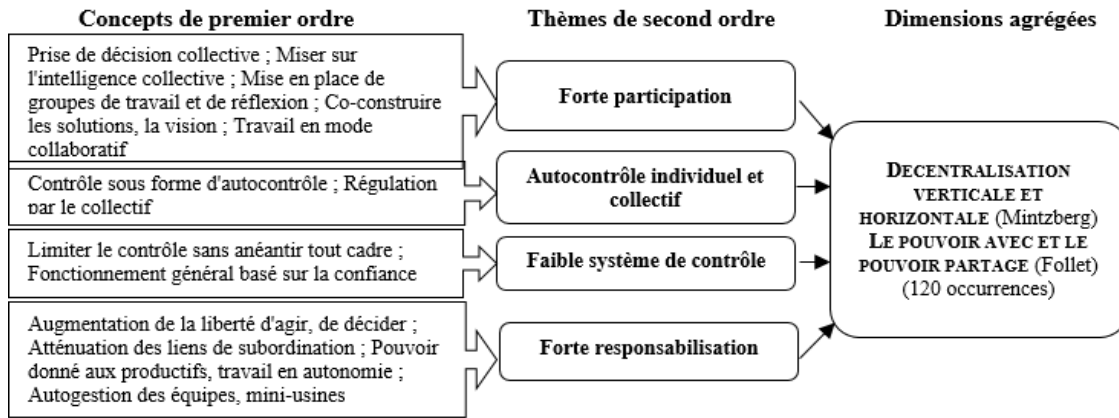 Concepts de premier ordre
Thèmes de second ordre
Dimensions agrégées
Prise de décision collective ; Miser sur
l'intelligence collective ; Mise en place de
groupes de travail et de réflexion ; Co-construire
les solutions, la vision ; Travail en mode
collaboratif
Forte participation
Contrôle sous forme d'autocontrôle ; Régulation
par le collectif
Autocontrôle individuel et
collectif
Limiter le contrôle sans anéantir tout cadre ;
Fonctionnement général basé sur la confiance
Faible système de contrôle
Augmentation de la liberté d'agir, de décider ;
Atténuation des liens de subordination ; Pouvoir
donné aux productifs, travail en autonomie ;
Autogestion des équipes, mini-usines
Forte responsabilisation
DECENTRALISATION
VERTICALE ET
HORIZONTALE (Mintzberg)
LE POUVOIR AVEC ET LE
POUVOIR PARTAGE (Follet)
(120 occurrences)